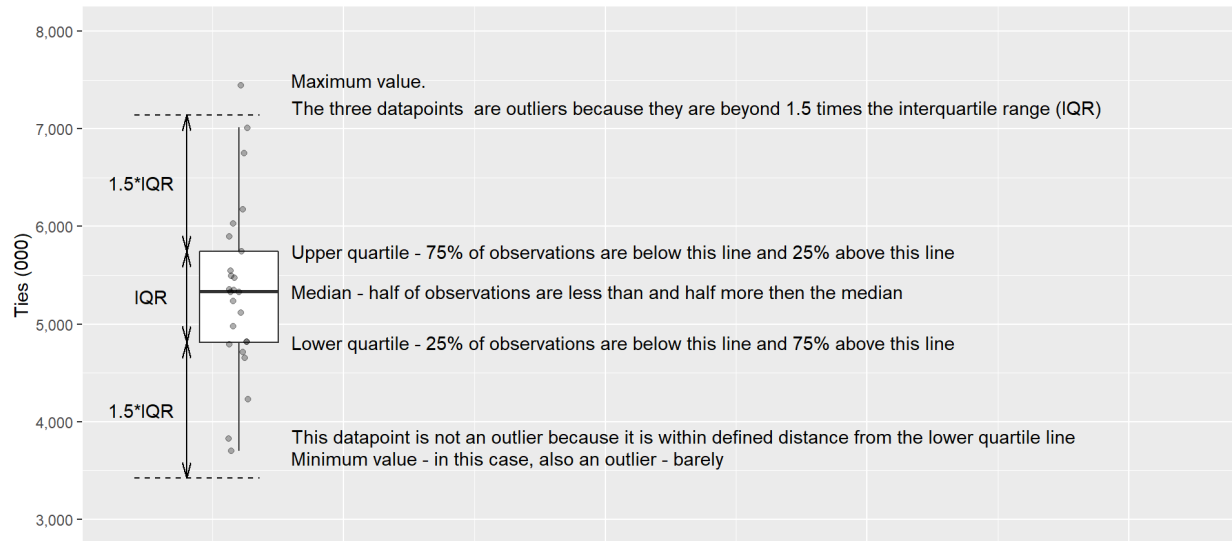 8,000
Maximum value.
The three datapoints  are outliers because they are beyond 1.5 times the interquartile range (IQR)
7,000
1.5*IQR
6,000
Upper quartile - 75% of observations are below this line and 25% above this line
Ties (000)
IQR
Median - half of observations are less than and half more then the median
5,000
Lower quartile - 25% of observations are below this line and 75% above this line
1.5*IQR
4,000
This datapoint is not an outlier because it is within defined distance from the lower quartile line
Minimum value - in this case, also an outlier - barely
3,000